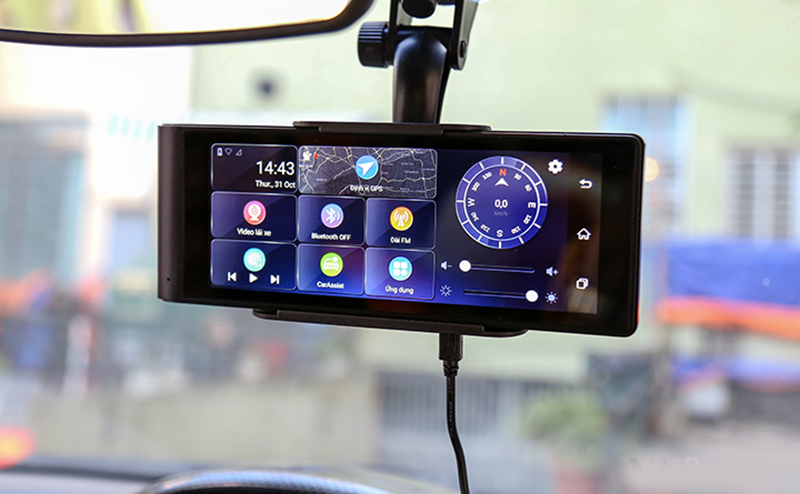 14:43
Thur., 31 Oct
Định vị GPS
Video lái xe
Bluetooth OFF
Đài FM
CarAssist
Ứng dụng
N
E
S
W
0,0
km/h